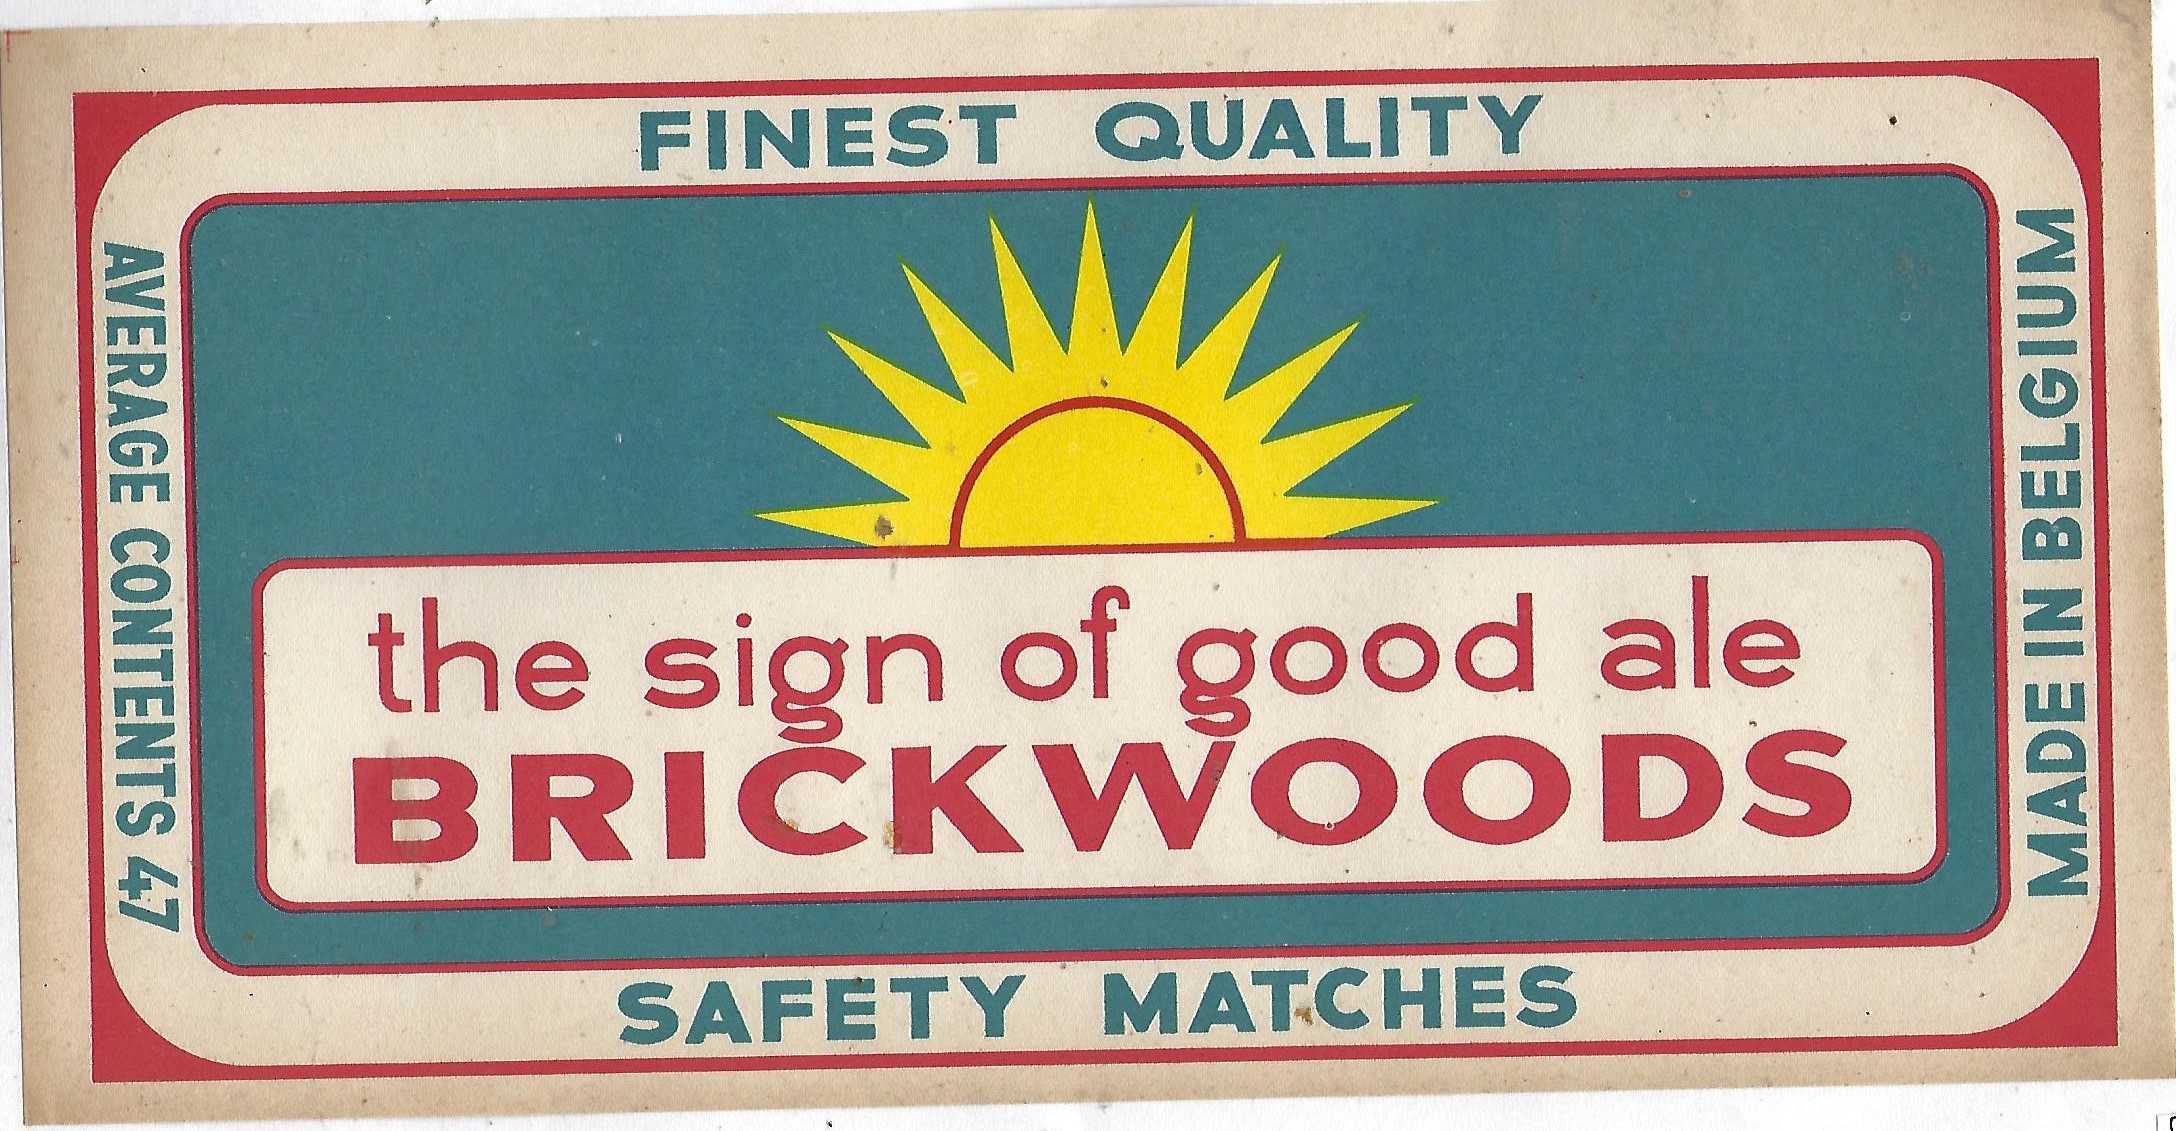 FINEST QUALITY
AVERAGE CONTENTS 47
the sign of good ale
BRICKWOODS
MADE IN BELGIUM
SAFETY MATCHES